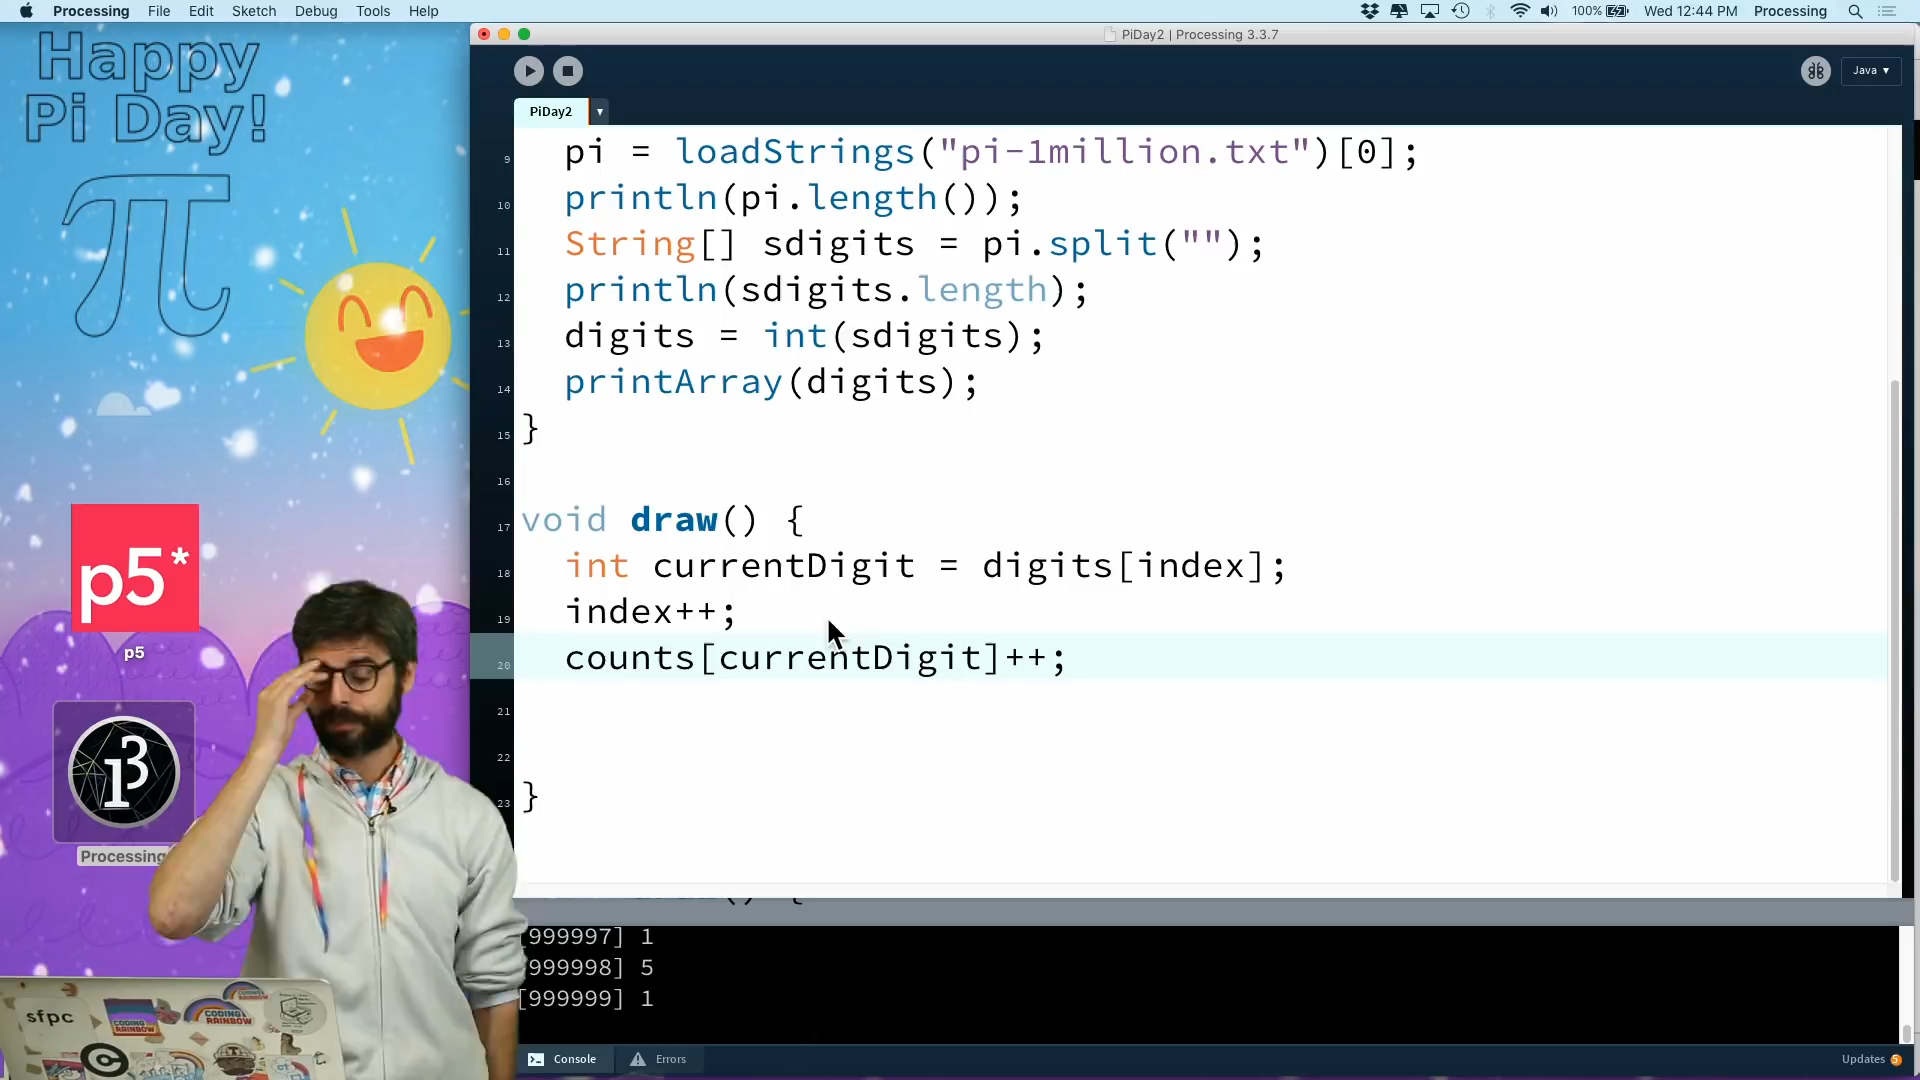 Processing File Edit Sketch Debug Tools Help
100% Wed 12:44 PM Processing
Happy
Pi Day!
π
PiDay2 | Processing 3.3.7
Java ▾
PiDay2 ▾
9 pi = loadStrings("pi-1million.txt")[0];
10 println(pi.length());
11 String[] sdigits = pi.split("");
12 println(sdigits.length);
13 digits = int(sdigits);
14 printArray(digits);
15 }
16
17 void draw() {
18 int currentDigit = digits[index];
19 index++;
20 counts[currentDigit]++;
21
22
23 }
p5*
p5
Processing
[999997] 1
[999998] 5
[999999] 1
Console Errors
Updates 5
sfpc
CODING RAINBOW
CODING RAINBOW